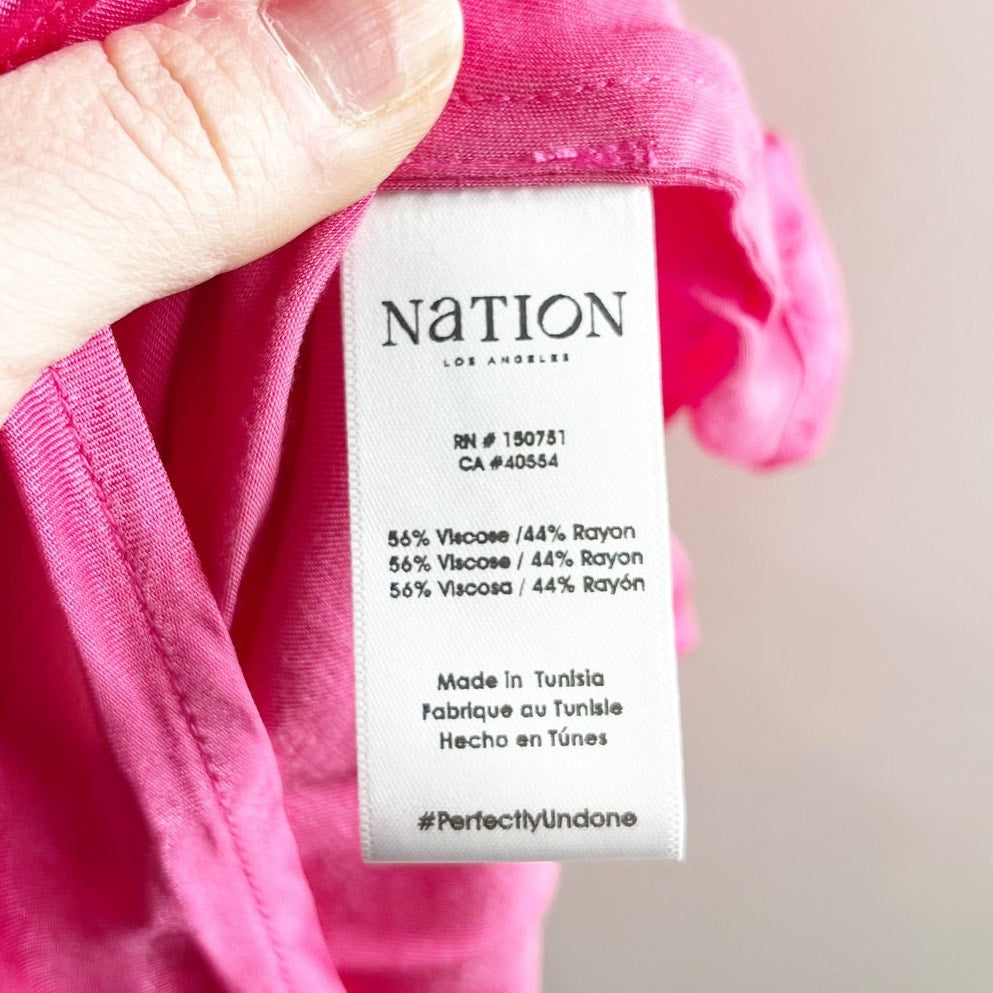 NaTION
LOS ANGELES
RN # 150751
CA #40554
56% Viscose /44% Rayon
56% Viscose / 44% Rayon
56% Viscosa / 44% Rayón
Made in Tunisia
Fabrique au Tunisie
Hecho en Túnes
#PerfectlyUndone